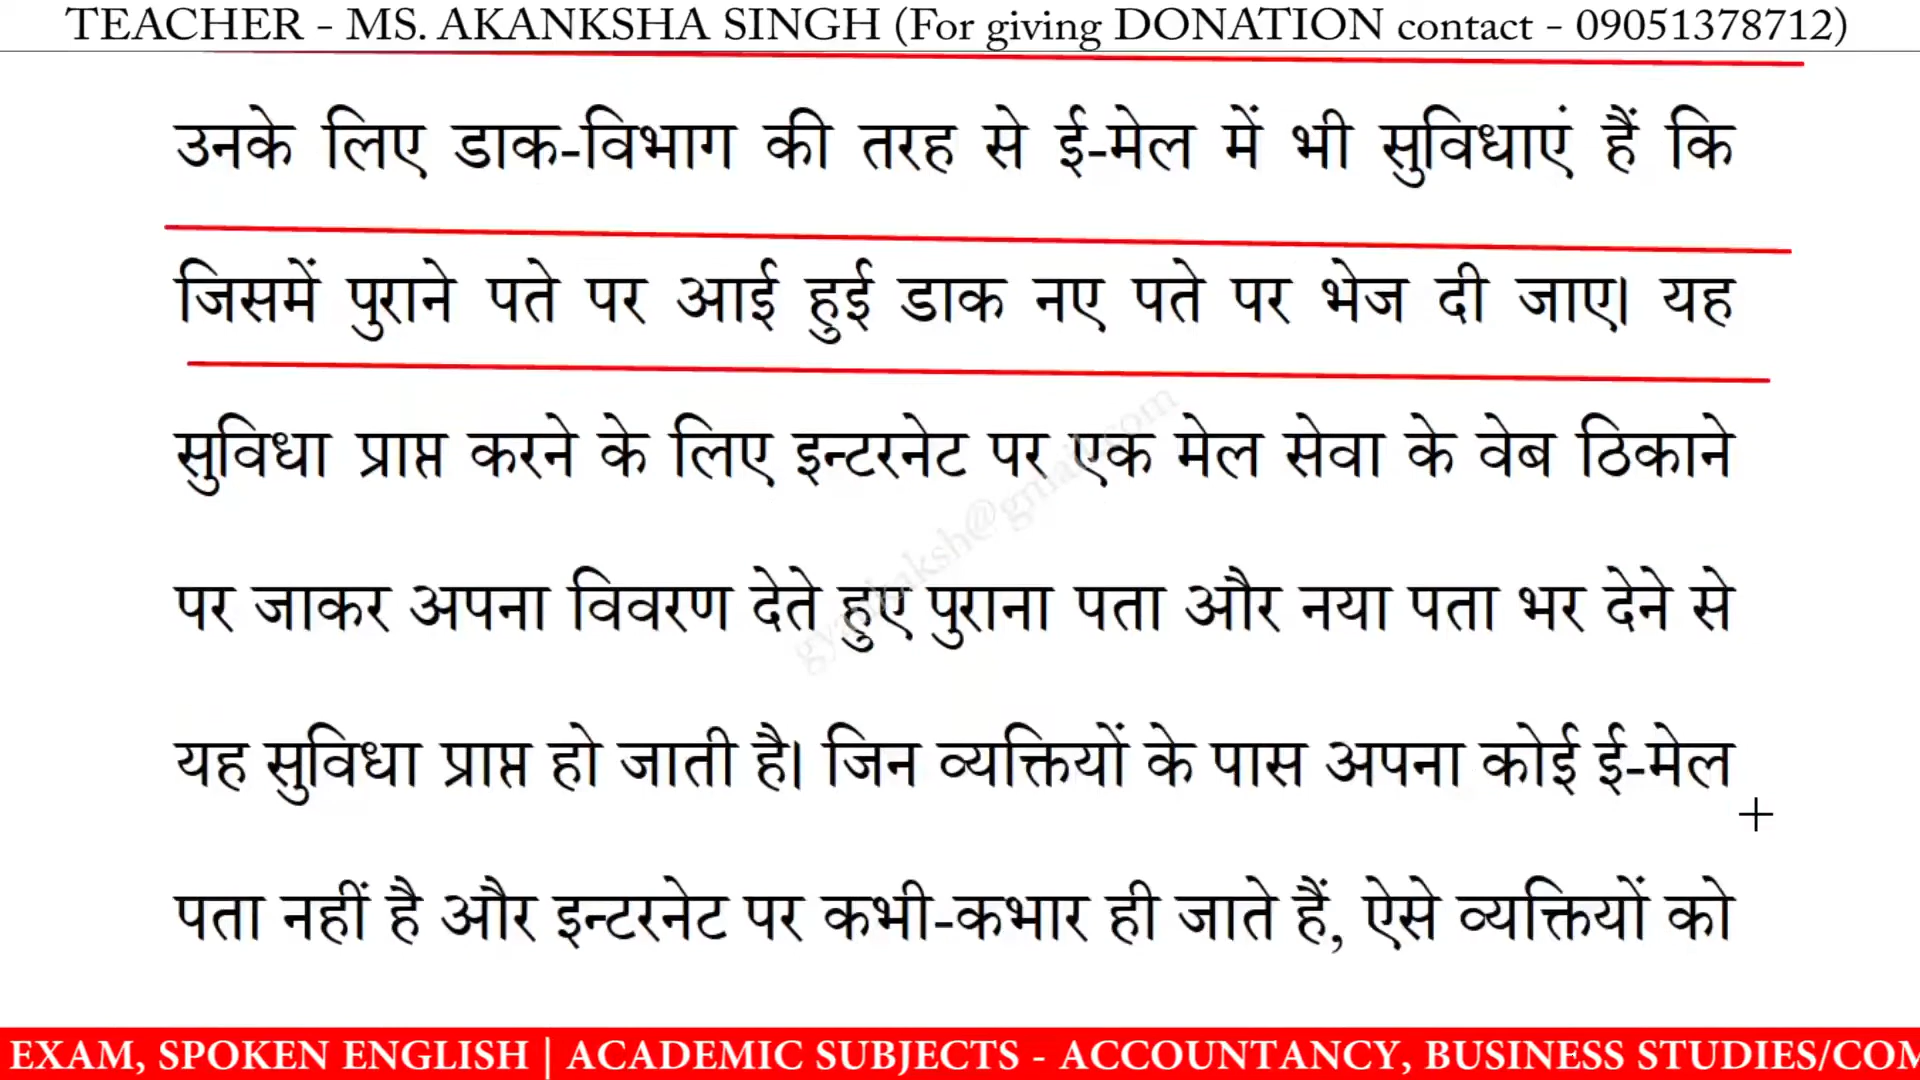 TEACHER - MS. AKANKSHA SINGH (For giving DONATION contact - 09051378712)
उनके लिए डाक-विभाग की तरह से ई-मेल में भी सुविधाएं हैं कि
जिसमें पुराने पते पर आई हुई डाक नए पते पर भेज दी जाए। यह
सुविधा प्राप्त करने के लिए इन्टरनेट पर एक मेल सेवा के वेब ठिकाने
पर जाकर अपना विवरण देते हुए पुराना पता और नया पता भर देने से
यह सुविधा प्राप्त हो जाती है। जिन व्यक्तियों के पास अपना कोई ई-मेल
पता नहीं है और इन्टरनेट पर कभी-कभार ही जाते हैं, ऐसे व्यक्तियों को
EXAM, SPOKEN ENGLISH | ACADEMIC SUBJECTS - ACCOUNTANCY, BUSINESS STUDIES/COM